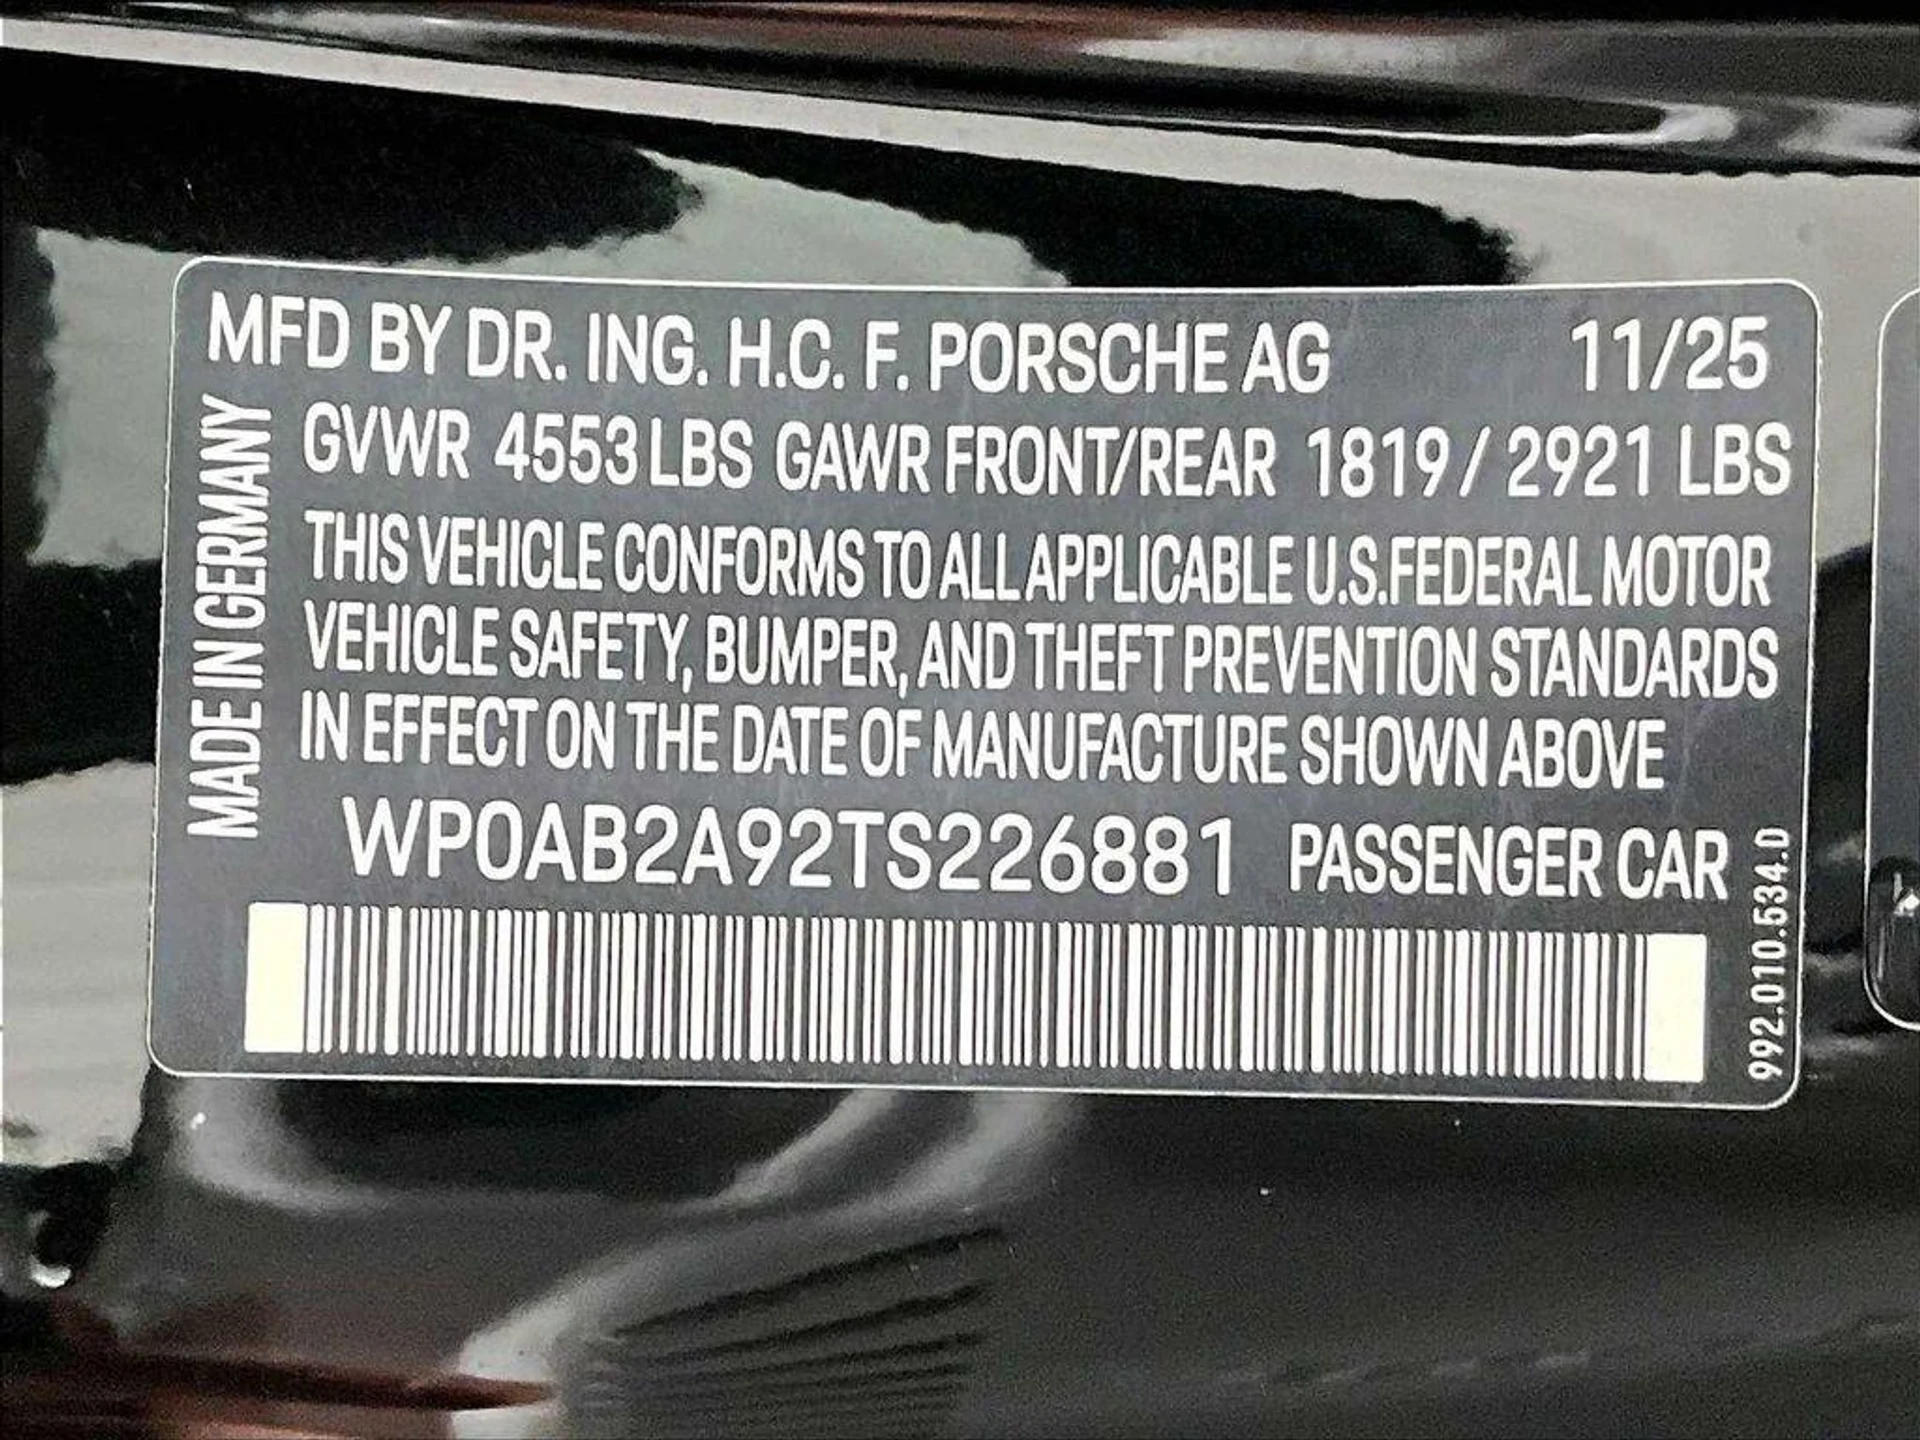 MFD BY DR. ING. H.C. F. PORSCHE AG 11/25
GVWR 4553 LBS GAWR FRONT/REAR 1819 / 2921 LBS
THIS VEHICLE CONFORMS TO ALL APPLICABLE U.S.FEDERAL MOTOR
VEHICLE SAFETY, BUMPER, AND THEFT PREVENTION STANDARDS
IN EFFECT ON THE DATE OF MANUFACTURE SHOWN ABOVE
WP0AB2A92TS226881 PASSENGER CAR
MADE IN GERMANY
992.010.534.D